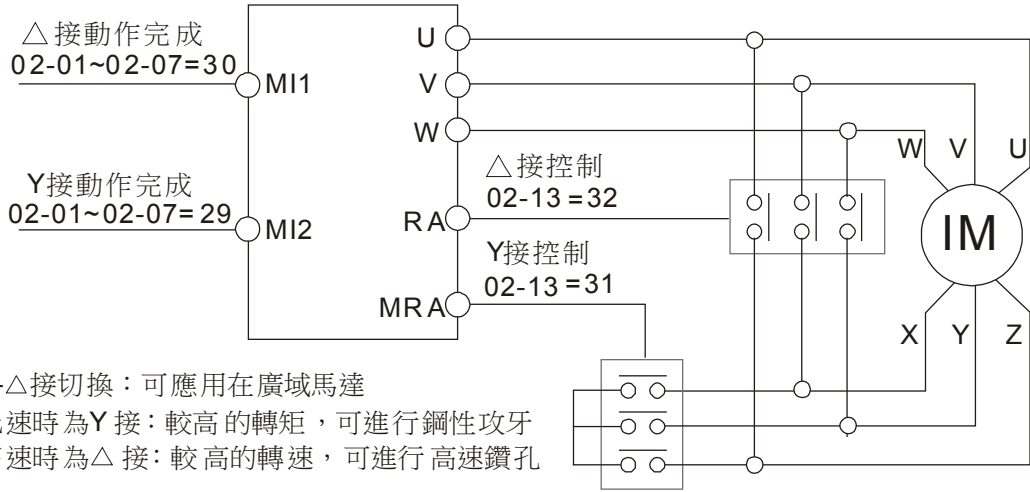 △接動作完成
02-01~02-07=30
MI1
Y接動作完成
02-01~02-07=29
MI2
U
V
W
RA
MRA
△接控制
02-13=32
Y接控制
02-13=31
W V U
IM
X Y Z
-△接切換：可應用在廣域馬達
速時為Y接：較高的轉矩，可進行鋼性攻牙
速時為△接：較高的轉速，可進行高速鑽孔